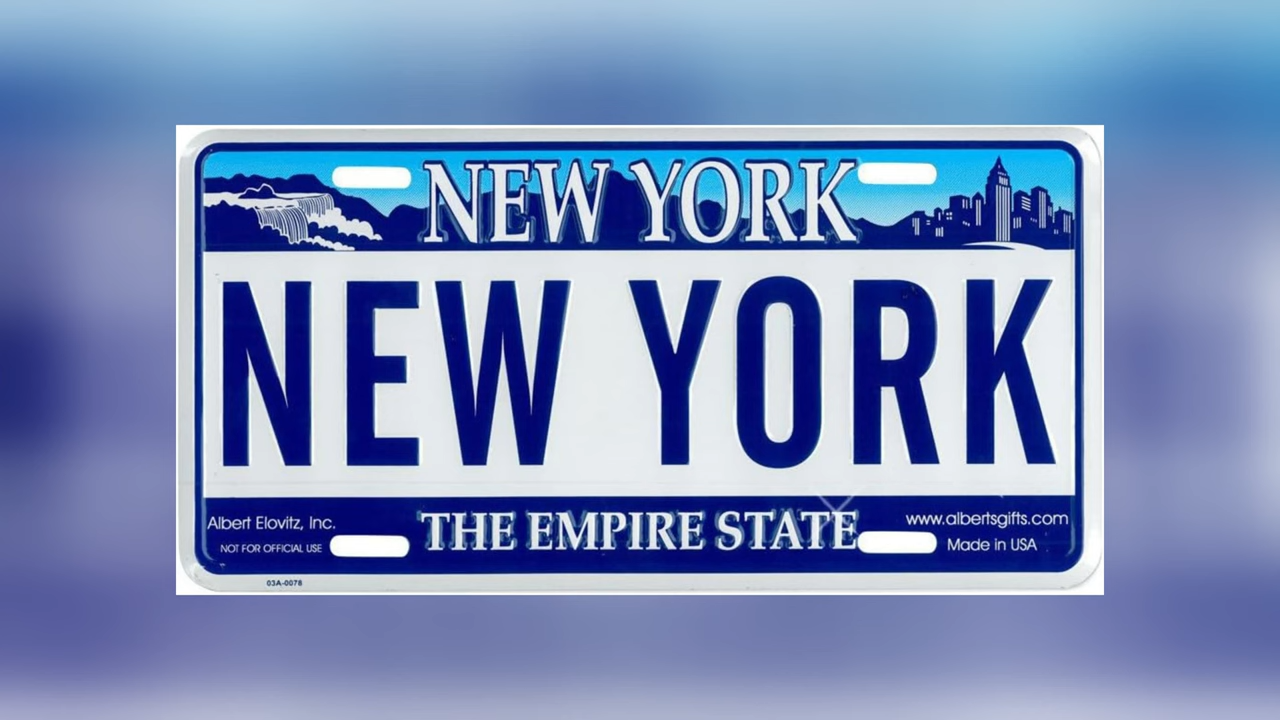 NEW YORK
NEW YORK
Albert Elovitz, Inc.
NOT FOR OFFICIAL USE
THE EMPIRE STATE
www.albertsgifts.com
Made in USA
03A-0078